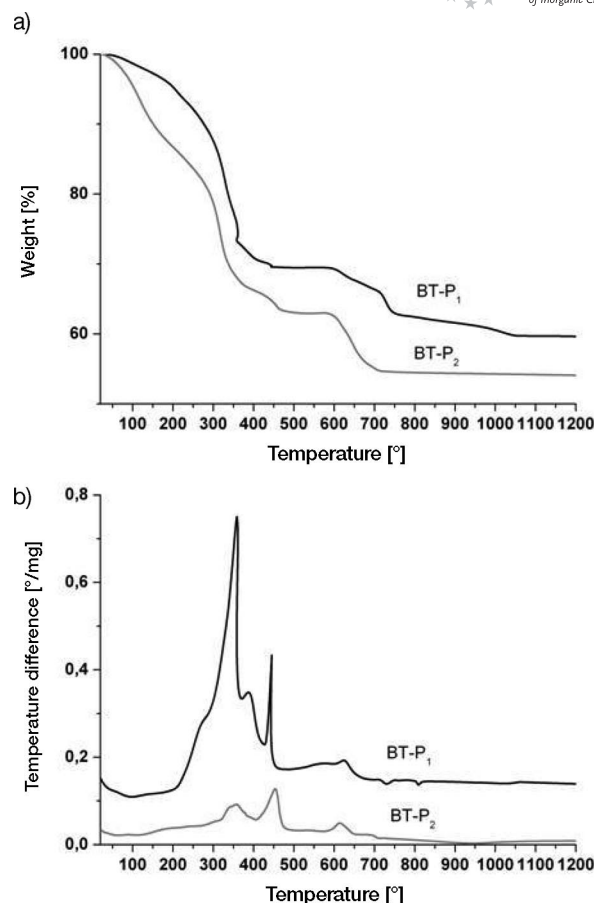 of Inorganic C
a)
100
80
60
Weight [%]
BT-P1
BT-P2
100 200 300 400 500 600 700 800 900 1000 1100 1200
Temperature [°]
b)
0,8
0,6
0,4
0,2
0,0
Temperature difference [°/mg]
BT-P1
BT-P2
100 200 300 400 500 600 700 800 900 1000 1100 1200
Temperature [°]